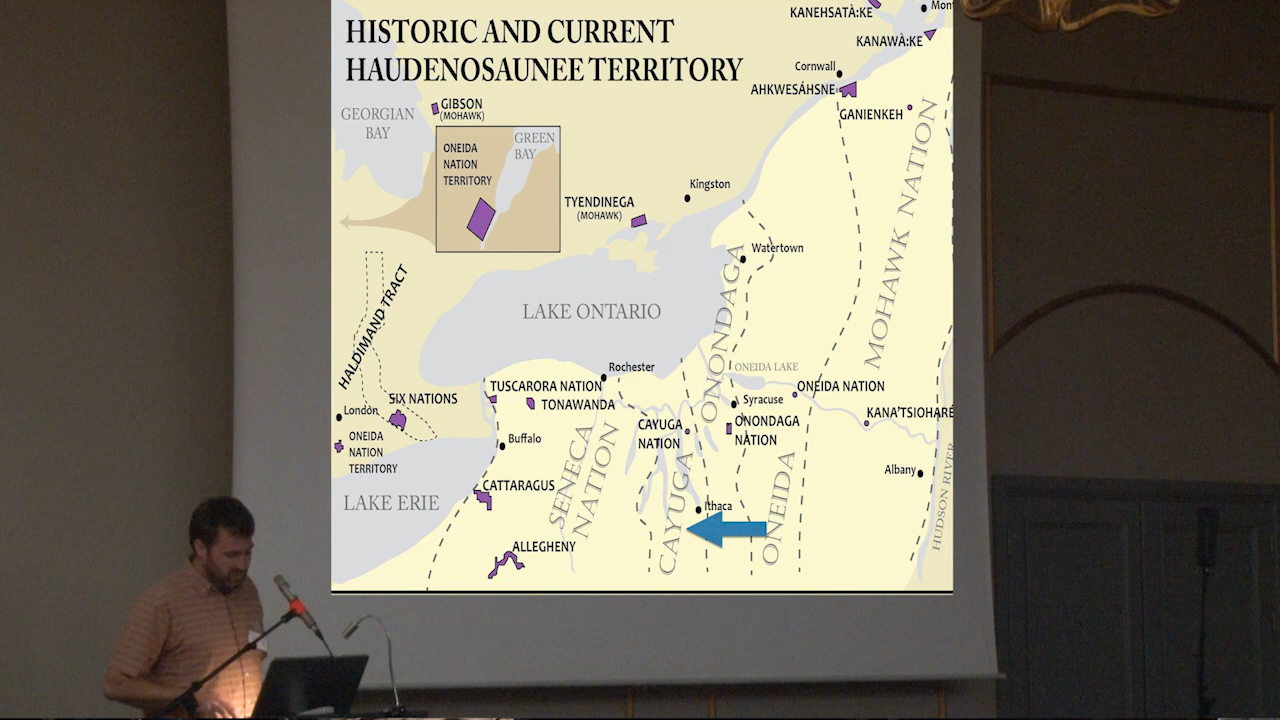 HISTORIC AND CURRENT
HAUDENOSAUNEE TERRITORY
KANEHSATÀ:KE
Mont
KANAWÀ:KE
Cornwall
AHKWESÁHSNE
GANIENKEH
GEORGIAN
BAY
GIBSON
(MOHAWK)
ONEIDA
NATION
TERRITORY
GREEN
BAY
TYENDINEGA
(MOHAWK)
Kingston
MOHAWK NATION
Watertown
HALDIMAND TRACT
LAKE ONTARIO
ONONDAGA
Rochester
ONEIDA LAKE
TUSCARORA NATION
TONAWANDA
ONEIDA NATION
SIX NATIONS
London
Syracuse
KANA'TSIOHARÉ
CAYUGA
NATION
ONONDAGA
NATION
ONEIDA
NATION
TERRITORY
Buffalo
SENECA
NATION
CAYUGA
ONEIDA
Albany
HUDSON RIVER
LAKE ERIE
CATTARAGUS
Ithaca
ALLEGHENY